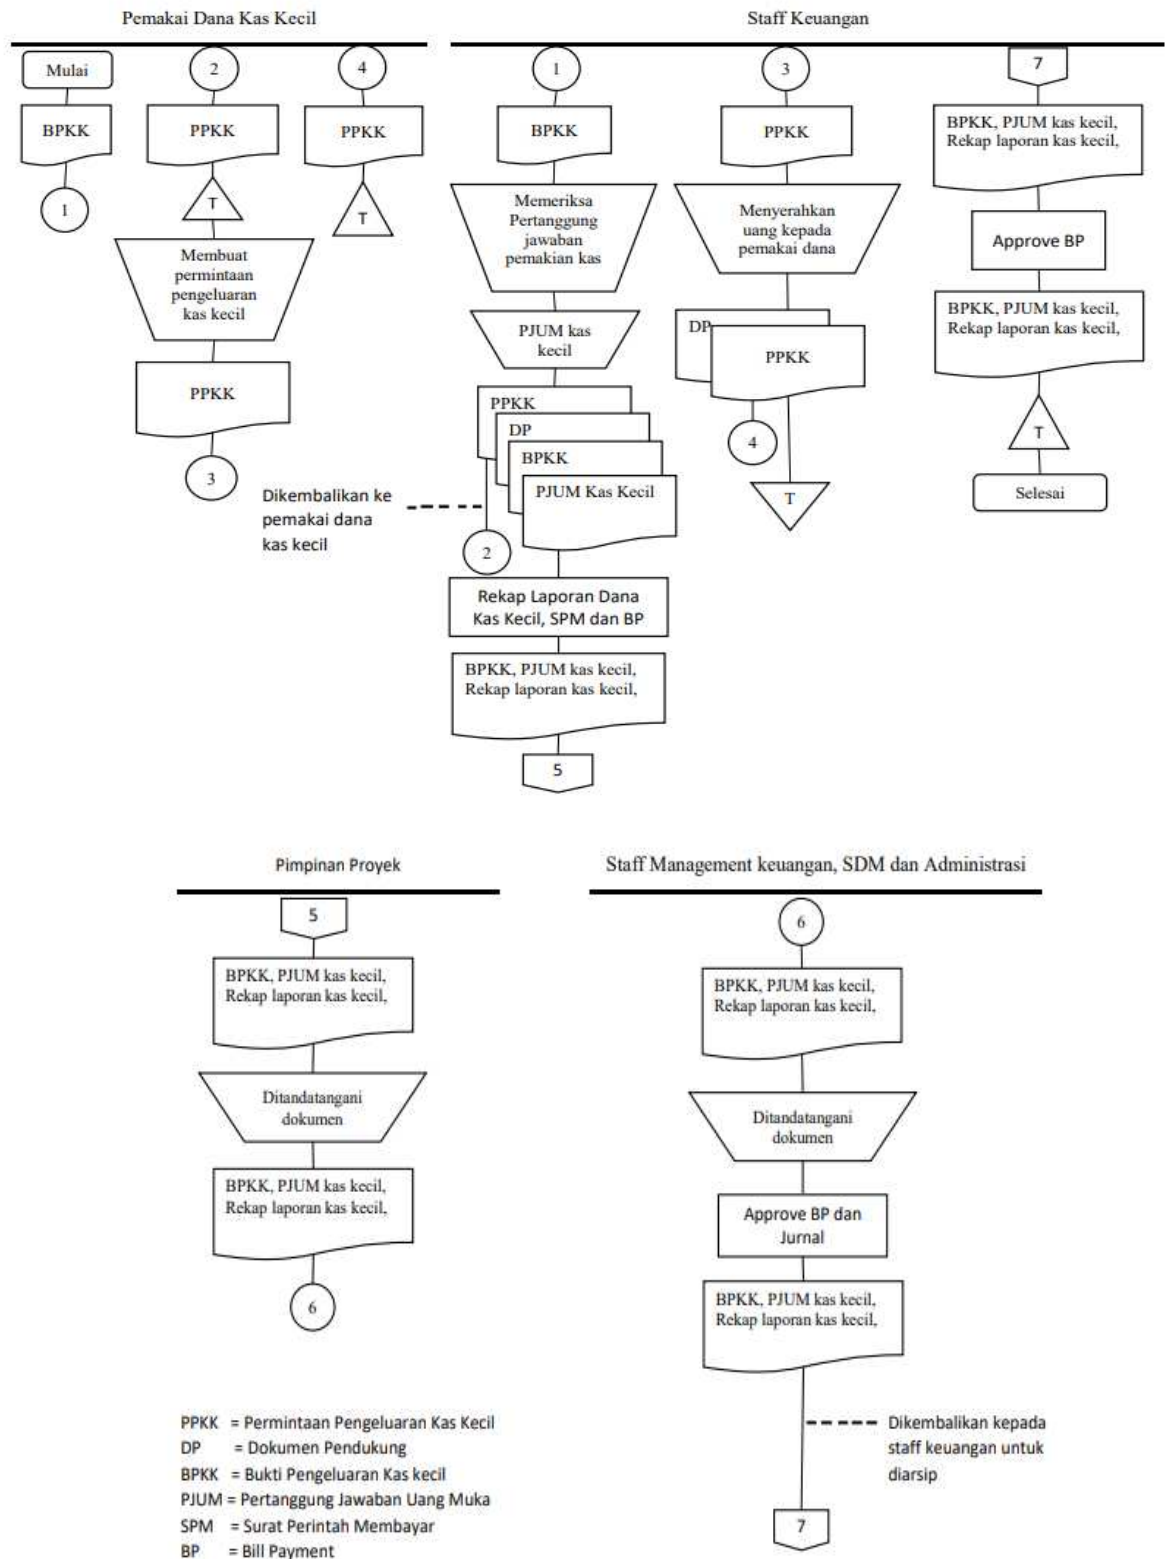 Pemakai Dana Kas Kecil
Mulai
BPKK
1
2
PPKK
T
Membuat
permintaan
pengeluaran
kas kecil
PPKK
3
4
PPKK
T
Staff Keuangan
1
BPKK
Memeriksa
Pertanggung
jawaban
pemakian kas
PJUM kas
kecil
PPKK
DP
BPKK
PJUM Kas Kecil
Dikembalikan ke
pemakai dana
kas kecil
2
Rekap Laporan Dana
Kas Kecil, SPM dan BP
BPKK, PJUM kas kecil,
Rekap laporan kas kecil,
5
3
PPKK
Menyerahkan
uang kepada
pemakai dana
DP
PPKK
4
T
7
BPKK, PJUM kas kecil,
Rekap laporan kas kecil,
Approve BP
BPKK, PJUM kas kecil,
Rekap laporan kas kecil,
T
Selesai
Pimpinan Proyek
5
BPKK, PJUM kas kecil,
Rekap laporan kas kecil,
Ditandatangani
dokumen
BPKK, PJUM kas kecil,
Rekap laporan kas kecil,
6
Staff Management keuangan, SDM dan Administrasi
6
BPKK, PJUM kas kecil,
Rekap laporan kas kecil,
Ditandatangani
dokumen
Approve BP dan
Jurnal
BPKK, PJUM kas kecil,
Rekap laporan kas kecil,
Dikembalikan kepada
staff keuangan untuk
diarsip
7
PPKK = Permintaan Pengeluaran Kas Kecil
DP = Dokumen Pendukung
BPKK = Bukti Pengeluaran Kas kecil
PJUM = Pertanggung Jawaban Uang Muka
SPM = Surat Perintah Membayar
BP = Bill Payment